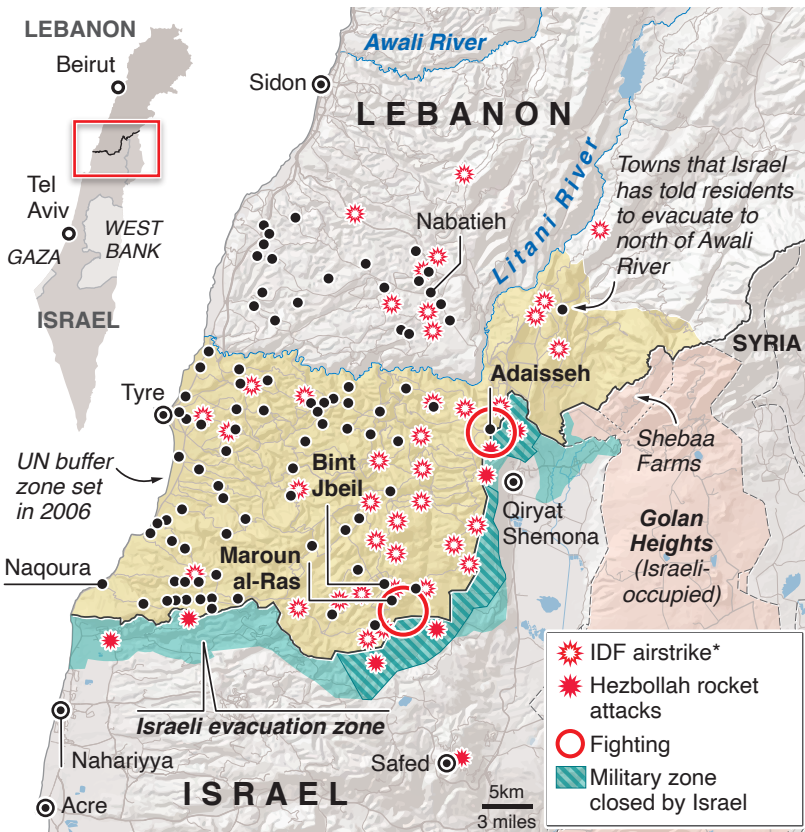 LEBANON
Beirut
Tel
Aviv
GAZA
WEST
BANK
ISRAEL
Awali River
Sidon
LEBANON
Litani River
Towns that Israel
has told residents
to evacuate to
north of Awali
River
Nabatieh
SYRIA
Adaisseh
Tyre
Shebaa
Farms
UN buffer
zone set
in 2006
Bint
Jbeil
Qiryat
Shemona
Golan
Heights
(Israeli-
occupied)
Maroun
al-Ras
Naqoura
Israeli evacuation zone
Nahariyya
Safed
ISRAEL
Acre
5km
3 miles
IDF airstrike*
Hezbollah rocket
attacks
Fighting
Military zone
closed by Israel